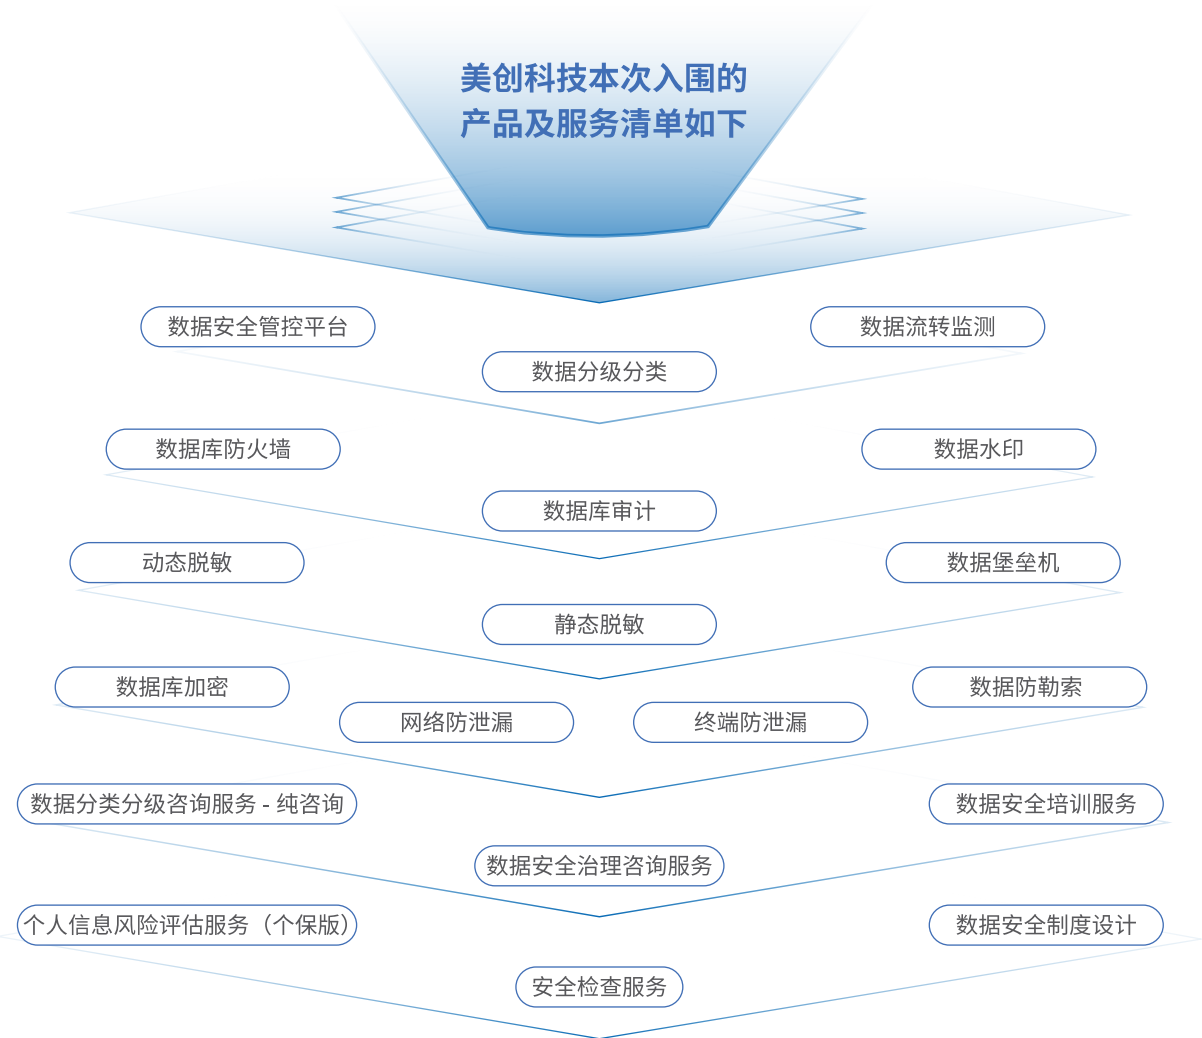 美创科技本次入围的
产品及服务清单如下
数据安全管控平台
数据流转监测
数据分级分类
数据库防火墙
数据水印
数据库审计
动态脱敏
数据堡垒机
静态脱敏
数据库加密
数据防勒索
网络防泄漏
终端防泄漏
数据分类分级咨询服务 - 纯咨询
数据安全培训服务
数据安全治理咨询服务
个人信息风险评估服务（个保版）
数据安全制度设计
安全检查服务